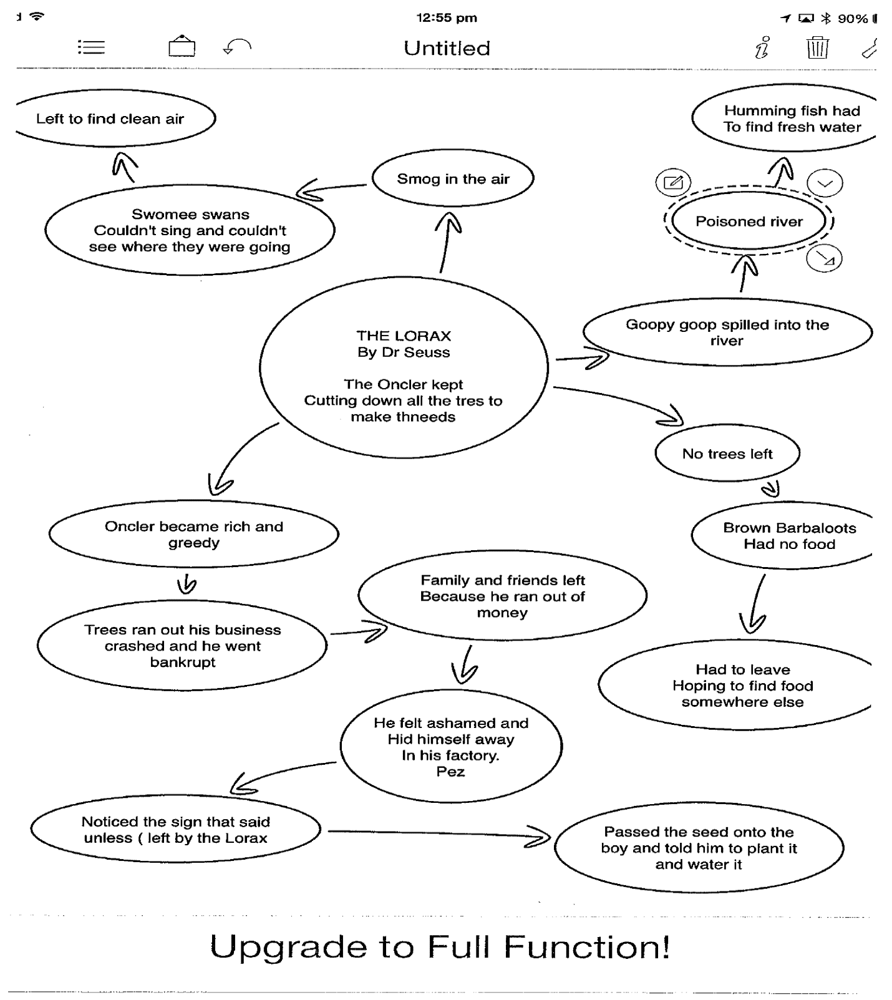 12:55 pm
90%
Untitled
Left to find clean air
Humming fish had
To find fresh water
Smog in the air
Swomee swans
Couldn't sing and couldn't
see where they were going
Poisoned river
Goopy goop spilled into the
river
THE LORAX
By Dr Seuss
The Oncler kept
Cutting down all the tres to
make thneeds
No trees left
Oncler became rich and
greedy
Brown Barbaloots
Had no food
Family and friends left
Because he ran out of
money
Trees ran out his business
crashed and he went
bankrupt
Had to leave
Hoping to find food
somewhere else
He felt ashamed and
Hid himself away
In his factory.
Pez
Noticed the sign that said
unless ( left by the Lorax
Passed the seed onto the
boy and told him to plant it
and water it
Upgrade to Full Function!